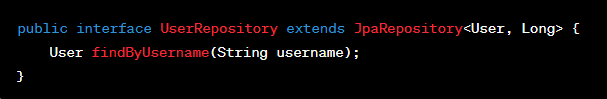 public interface UserRepository extends JpaRepository<User, Long> {
    User findByUsername(String username);
}